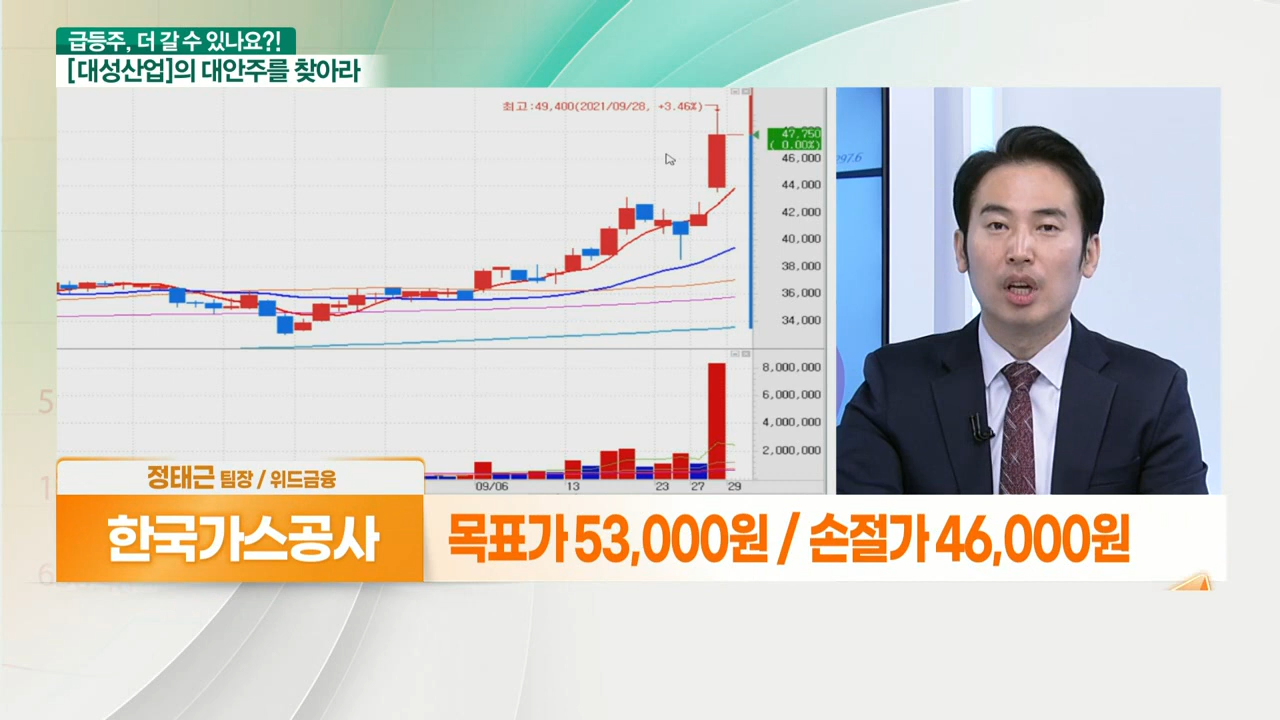 급등주, 더 갈 수 있나요?!
[대성산업]의 대안주를 찾아라
최고:49,400(2021/09/28, +3.46%)
47,750
( 0.00%)
46,000
44,000
42,000
40,000
38,000
36,000
34,000
8,000,000
6,000,000
4,000,000
2,000,000
09/06 13 23 27 29
297.6
정태근 팀장 / 위드금융
한국가스공사
목표가 53,000원 / 손절가 46,000원